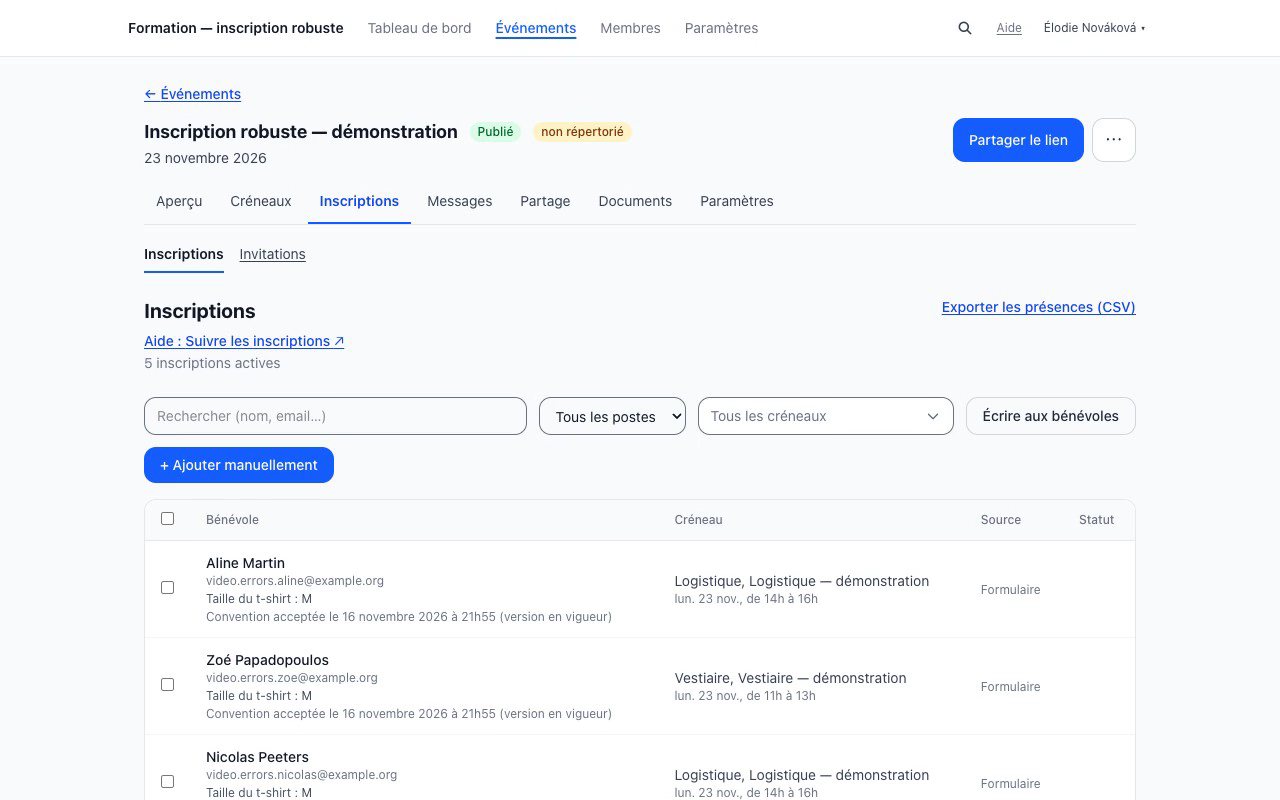 Formation — inscription robuste
Tableau de bord
Événements
Membres
Paramètres
Aide
Élodie Nováková
← Événements
Inscription robuste — démonstration
Publié
non répertorié
23 novembre 2026
Partager le lien
...
Aperçu
Créneaux
Inscriptions
Messages
Partage
Documents
Paramètres
Inscriptions
Invitations
Inscriptions
Exporter les présences (CSV)
Aide : Suivre les inscriptions ↗
5 inscriptions actives
Rechercher (nom, email…)
Tous les postes
Tous les créneaux
Écrire aux bénévoles
+ Ajouter manuellement
Bénévole
Créneau
Source
Statut
Aline Martin
video.errors.aline@example.org
Taille du t-shirt : M
Convention acceptée le 16 novembre 2026 à 21h55 (version en vigueur)
Logistique, Logistique — démonstration
lun. 23 nov., de 14h à 16h
Formulaire
Zoé Papadopoulos
video.errors.zoe@example.org
Taille du t-shirt : M
Convention acceptée le 16 novembre 2026 à 21h55 (version en vigueur)
Vestiaire, Vestiaire — démonstration
lun. 23 nov., de 11h à 13h
Formulaire
Nicolas Peeters
video.errors.nicolas@example.org
Taille du t-shirt : M
Logistique, Logistique — démonstration
lun. 23 nov., de 14h à 16h
Formulaire